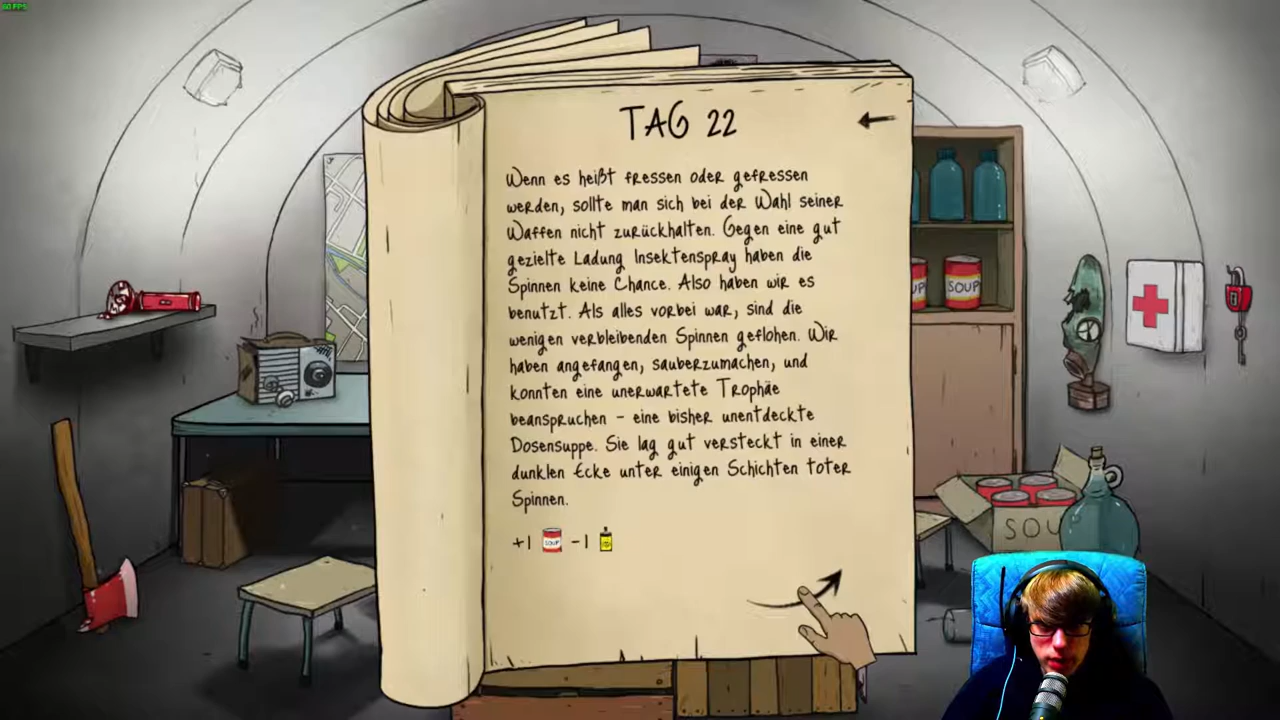 60 FPS
TAG 22
Wenn es heißt fressen oder gefressen
werden, sollte man sich bei der Wahl seiner
Waffen nicht zurückhalten. Gegen eine gut
gezielte Ladung Insektenspray haben die
Spinnen keine Chance. Also haben wir es
benutzt. Als alles vorbei war, sind die
wenigen verbleibenden Spinnen geflohen. Wir
haben angefangen, sauberzumachen, und
konnten eine unerwartete Trophäe
beanspruchen - eine bisher unentdeckte
Dosensuppe. Sie lag gut versteckt in einer
dunklen Ecke unter einigen Schichten toter
Spinnen.
+1 SOUP -1
UP SOUP
SOU